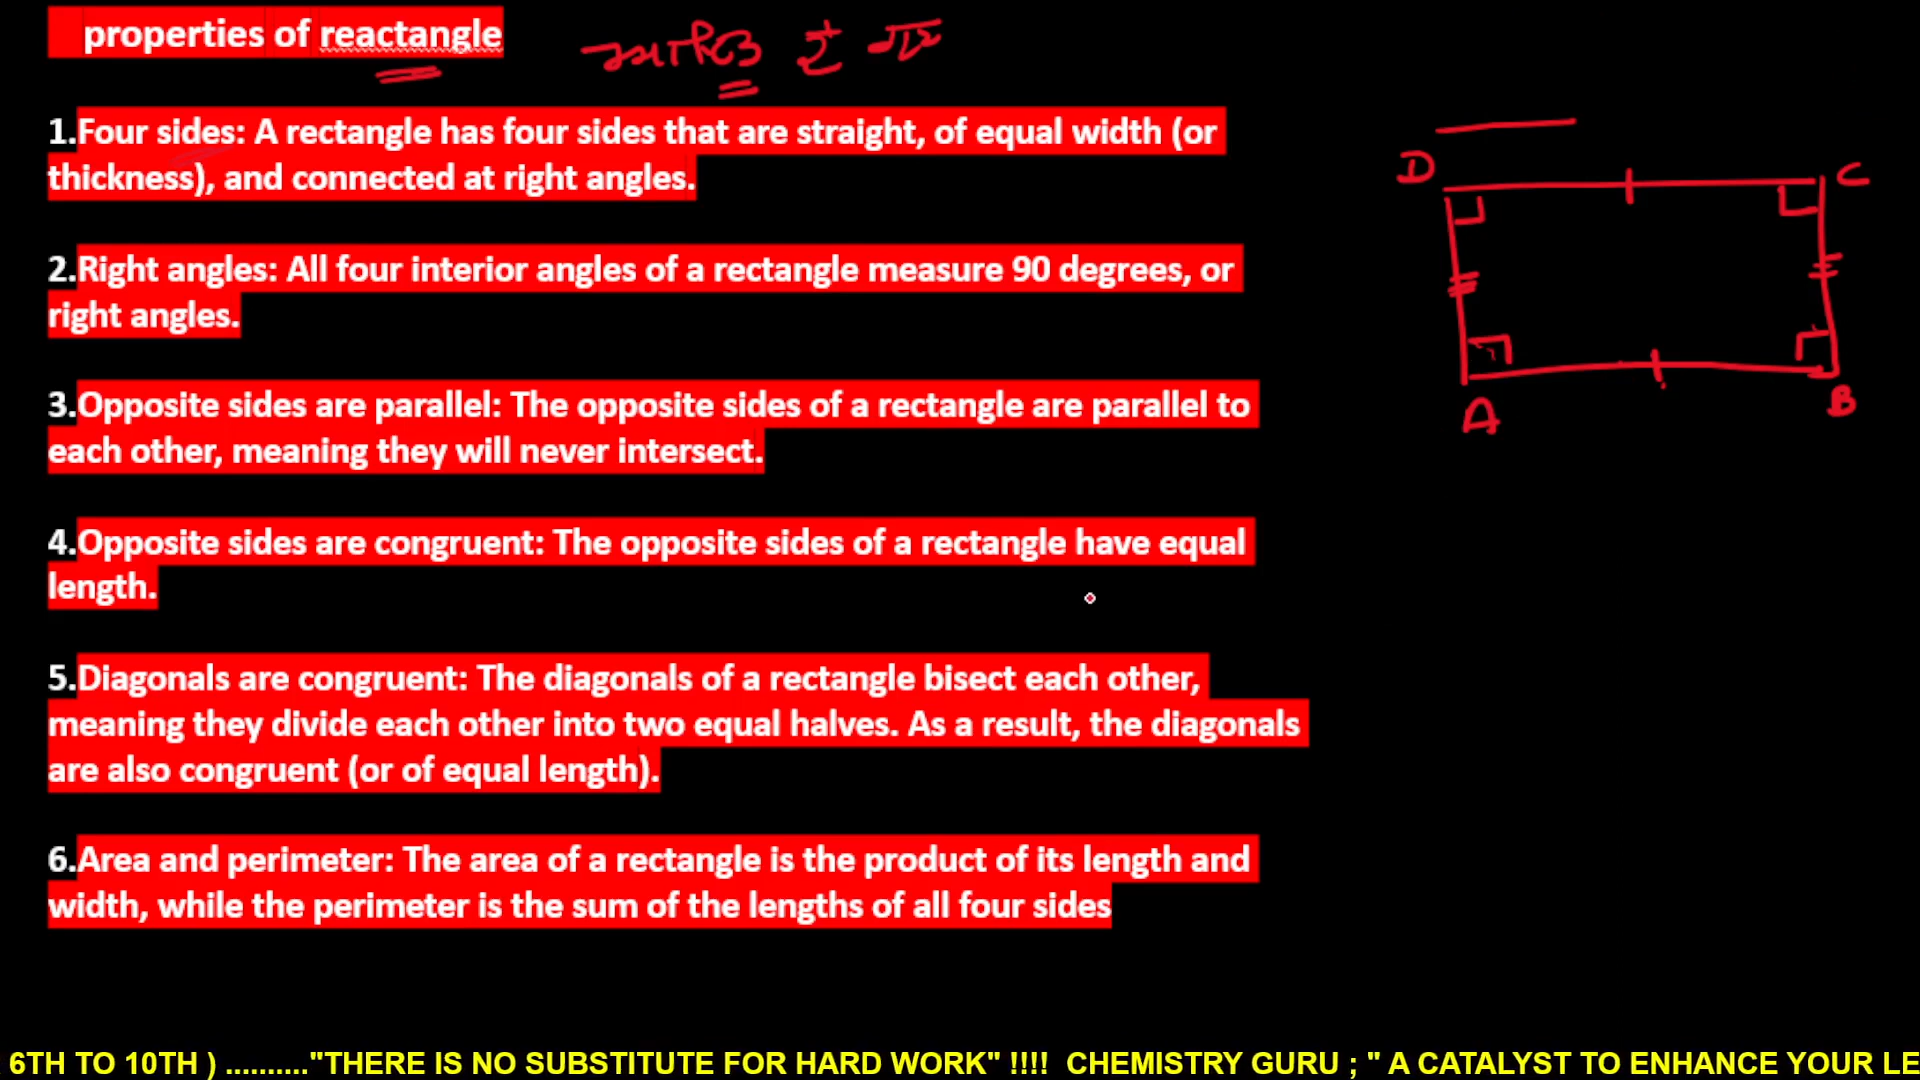 properties of reactangle
1.Four sides: A rectangle has four sides that are straight, of equal width (or
thickness), and connected at right angles.
2.Right angles: All four interior angles of a rectangle measure 90 degrees, or
right angles.
3.Opposite sides are parallel: The opposite sides of a rectangle are parallel to
each other, meaning they will never intersect.
4.Opposite sides are congruent: The opposite sides of a rectangle have equal
length.
5.Diagonals are congruent: The diagonals of a rectangle bisect each other,
meaning they divide each other into two equal halves. As a result, the diagonals
are also congruent (or of equal length).
6.Area and perimeter: The area of a rectangle is the product of its length and
width, while the perimeter is the sum of the lengths of all four sides
D C
A B
6TH TO 10TH ) .........."THERE IS NO SUBSTITUTE FOR HARD WORK" !!!! CHEMISTRY GURU ; " A CATALYST TO ENHANCE YOUR LE